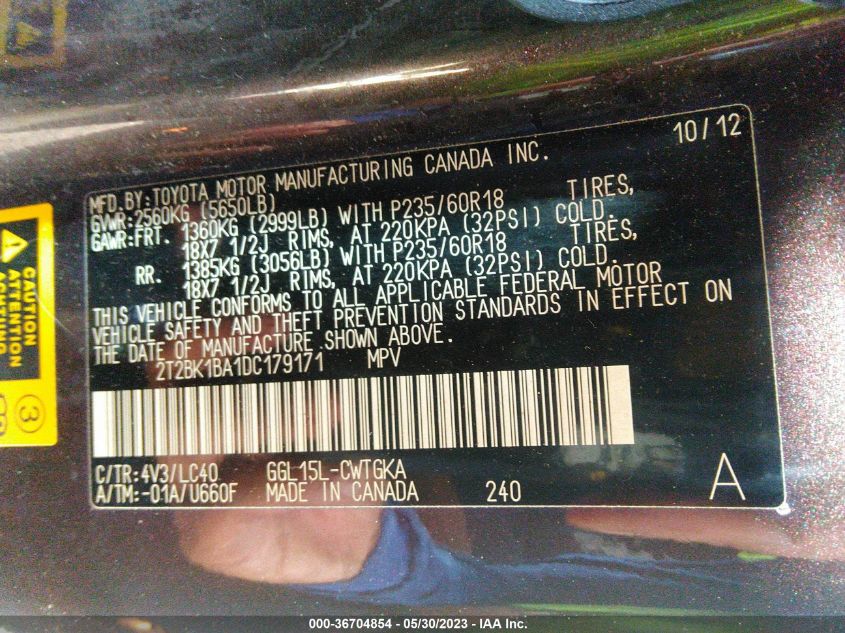 10/12
MFD.BY:TOYOTA MOTOR MANUFACTURING CANADA INC.
GVWR:2560KG (5650LB)
GAWR:FRT. 1360KG (2999LB) WITH P235/60R18 TIRES,
18X7 1/2J RIMS, AT 220KPA (32PSI) COLD.
RR. 1385KG (3056LB) WITH P235/60R18 TIRES,
18X7 1/2J RIMS, AT 220KPA (32PSI) COLD.
THIS VEHICLE CONFORMS TO ALL APPLICABLE FEDERAL MOTOR
VEHICLE SAFETY AND THEFT PREVENTION STANDARDS IN EFFECT ON
THE DATE OF MANUFACTURE SHOWN ABOVE.
2T2BK1BA1DC179171 MPV
C/TR:4V3/LC40 GGL15L-CWTGKA
A/TM:-01A/U660F MADE IN CANADA 240 A
CAUTION
ATTENTION
ACHTUNG
3
000-36704854 - 05/30/2023 - IAA Inc.